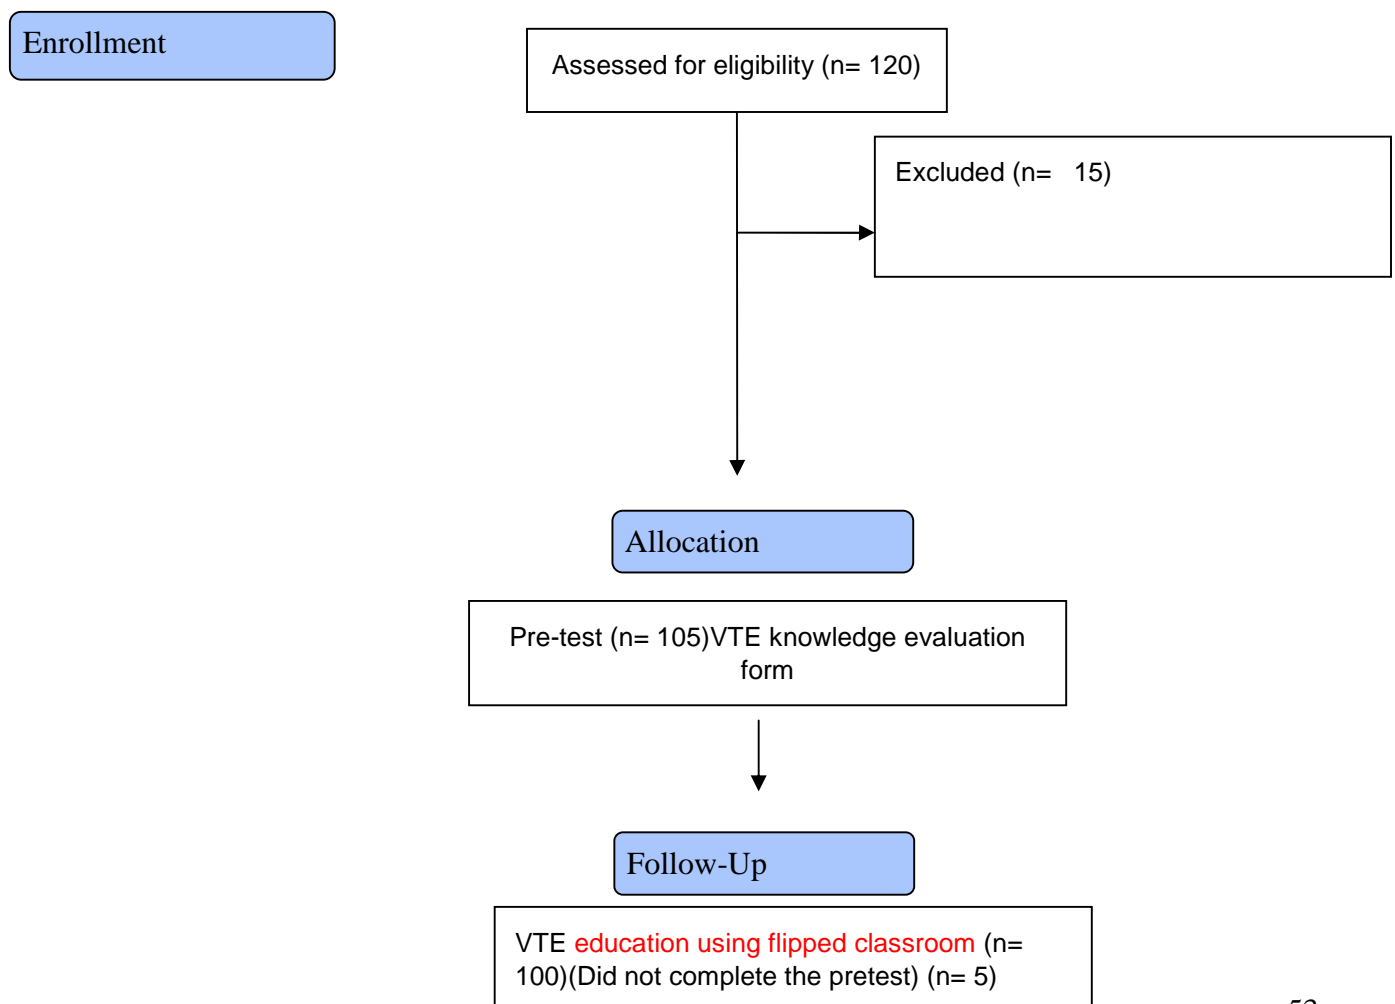 Enrollment
Assessed for eligibility (n= 120)
Excluded (n=   15)
Allocation
Pre-test (n= 105)VTE knowledge evaluation
form
Follow-Up
VTE education using flipped classroom (n=
100)(Did not complete the pretest) (n= 5)